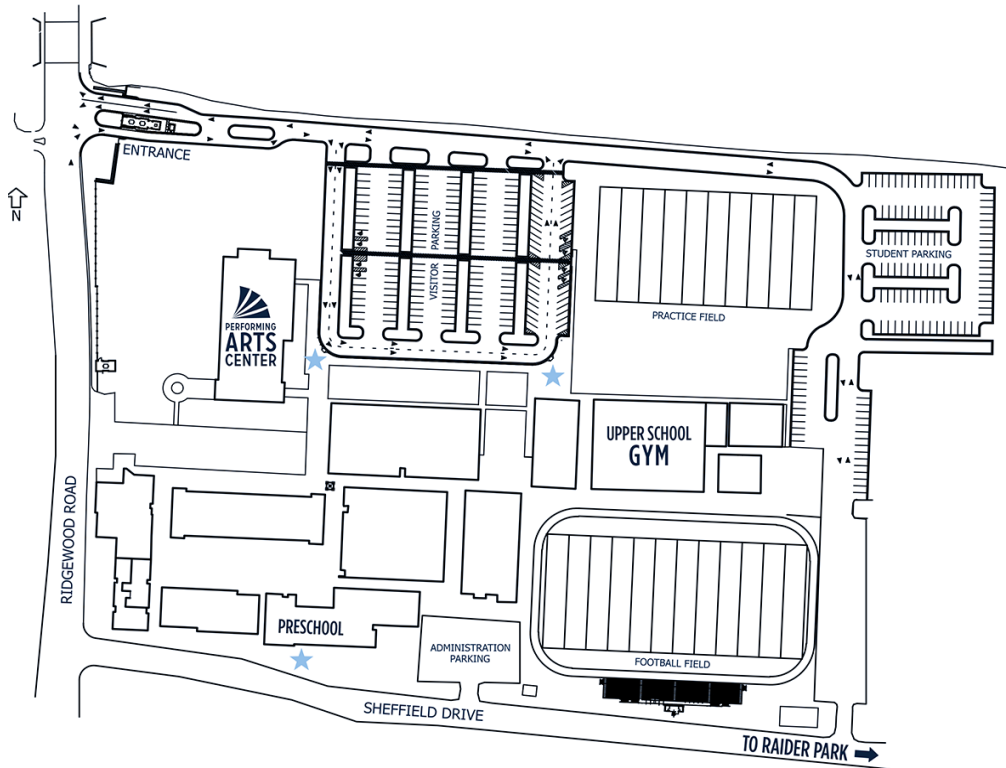 ENTRANCE
N
VISITOR PARKING
STUDENT PARKING
PRACTICE FIELD
PERFORMING
ARTS
CENTER
UPPER SCHOOL
GYM
RIDGEWOOD ROAD
PRESCHOOL
ADMINISTRATION
PARKING
FOOTBALL FIELD
SHEFFIELD DRIVE
TO RAIDER PARK